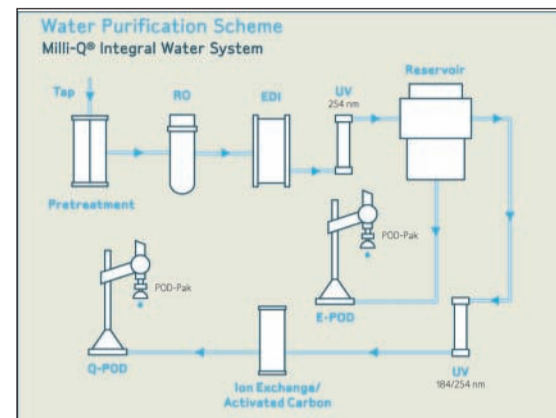 Water Purification Scheme
Milli-Q® Integral Water System
Tap
RO
EDI
UV
254 nm
Reservoir
Pretreatment
POD-Pak
POD-Pak
E-POD
Q-POD
Ion Exchange/
Activated Carbon
UV
184/254 nm